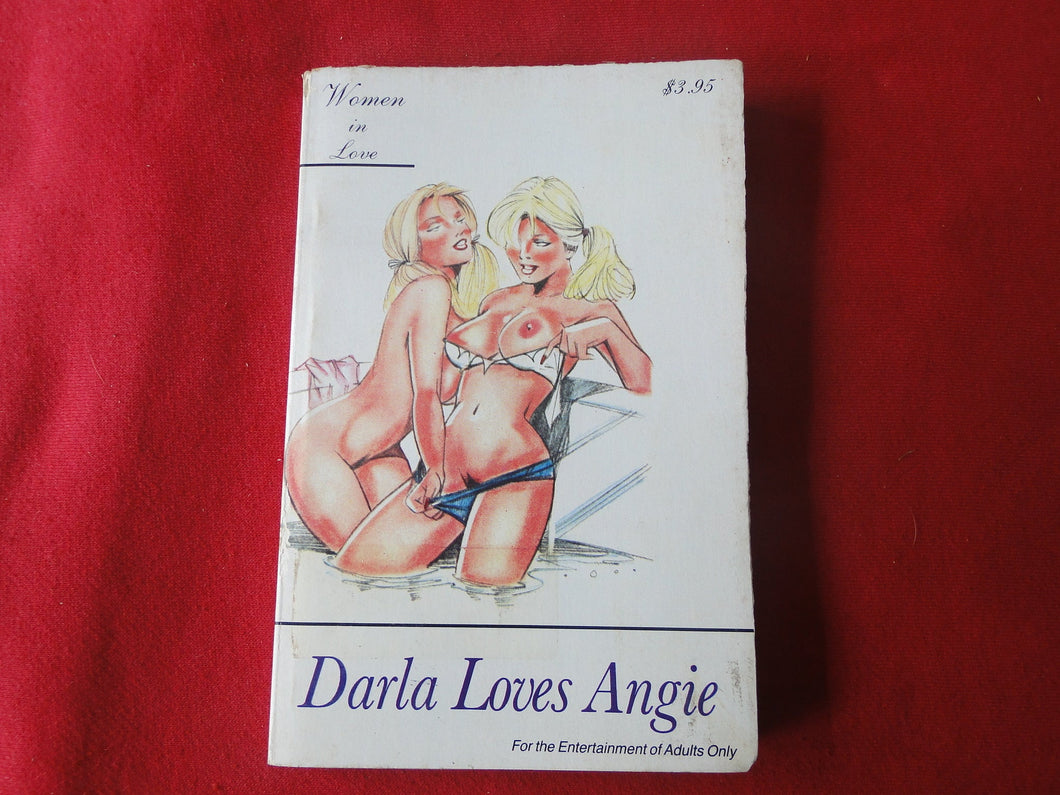 Women
in
Love
$3.95
Darla Loves Angie
For the Entertainment of Adults Only